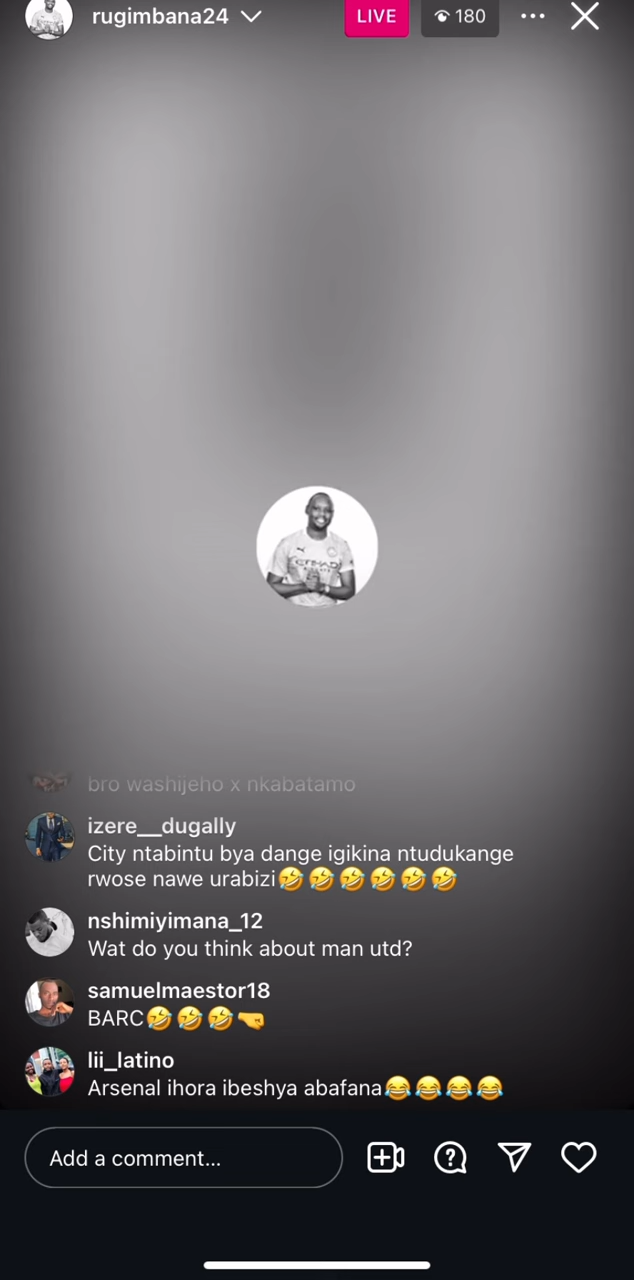 rugimbana24
LIVE
180
ETIHAD
bro washijeho x nkabatamo
izere__dugally
City ntabintu bya dange igikina ntudukange
rwose nawe urabizi🤣🤣🤣🤣🤣🤣
nshimiyimana_12
Wat do you think about man utd?
samuelmaestor18
BARC🤣🤣🤣🤜
lii_latino
Arsenal ihora ibeshya abafana😂😂😂😂
Add a comment...